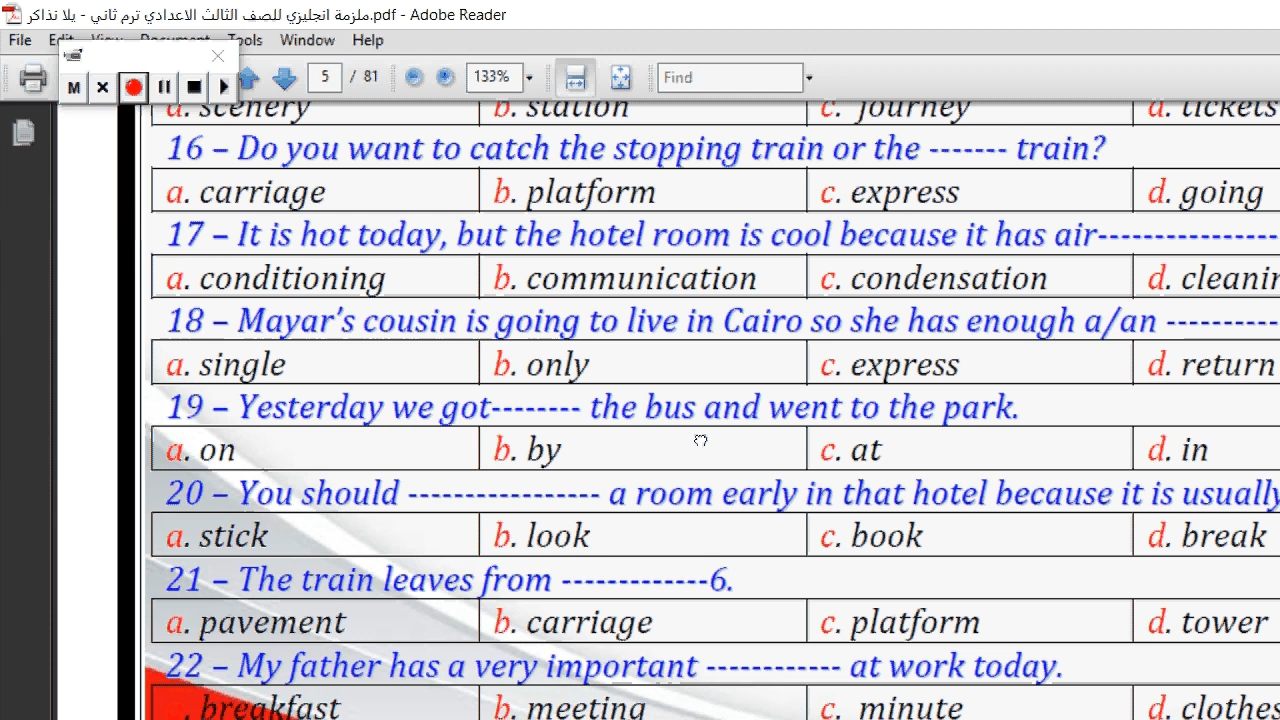 ملزمة انجليزي للصف الثالث الاعدادي ترم ثاني - يلا نذاكر.pdf - Adobe Reader
File Edit View Document Tools Window Help
M
5 / 81 133% Find
a. scenery b. station c. journey d. tickets
16 – Do you want to catch the stopping train or the ------- train?
a. carriage b. platform c. express d. going
17 – It is hot today, but the hotel room is cool because it has air----------------
a. conditioning b. communication c. condensation
18 – Mayar's cousin is going to live in Cairo so she has enough a/an ----------
a. single b. only c. express d. return
19 – Yesterday we got-------- the bus and went to the park.
a. on b. by c. at d. in
20 – You should ----------------- a room early in that hotel because it is usually
a. stick b. look c. book d. break
21 – The train leaves from -------------6.
a. pavement b. carriage c. platform d. tower
22 – My father has a very important ------------ at work today.
breakfast b. meeting c. minute d. clothes